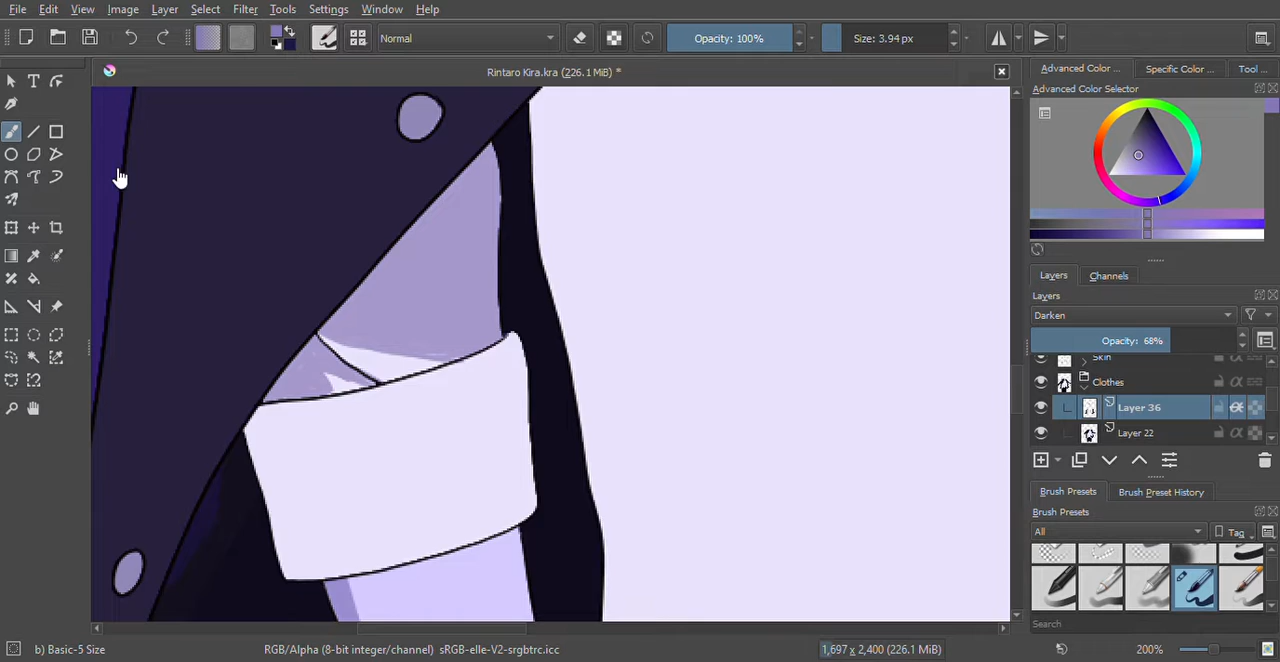 File Edit View Image Layer Select Filter Tools Settings Window Help
Normal
Opacity: 100%
Size: 3.94 px
Rintaro Kira.kra (226.1 MiB) *
Advanced Color ...
Specific Color ...
Tool ...
Advanced Color Selector
Layers
Channels
Layers
Darken
Opacity: 68%
Skin
Clothes
Layer 36
Layer 22
Brush Presets
Brush Preset History
Brush Presets
All
Tag
Search
b) Basic-5 Size
RGB/Alpha (8-bit integer/channel) sRGB-elle-V2-srgbtrc.icc
1,697 x 2,400 (226.1 MiB)
200%